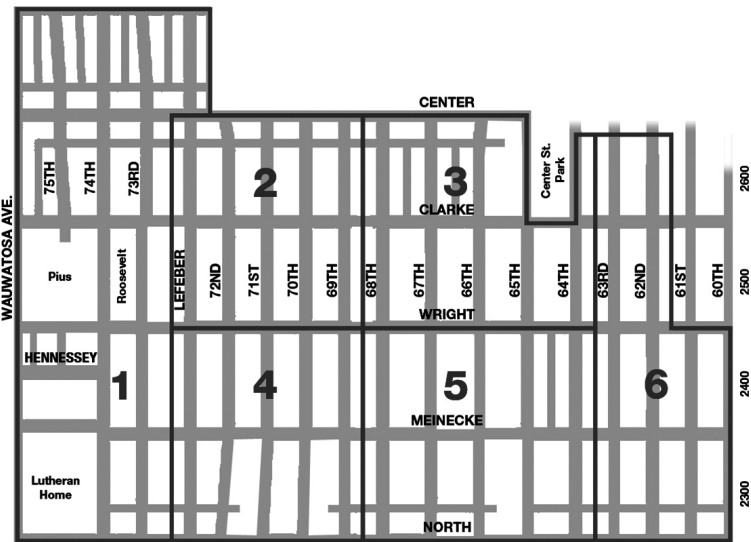 CENTER
WAUWATOSA AVE.
75TH
74TH
73RD
2
3
Center St.
Park
2600
CLARKE
Pius
Roosevelt
LEFEBER
72ND
71ST
70TH
69TH
68TH
67TH
66TH
65TH
64TH
63RD
62ND
61ST
60TH
2500
WRIGHT
HENNESSEY
1
4
5
6
2400
MEINECKE
Lutheran
Home
2300
NORTH